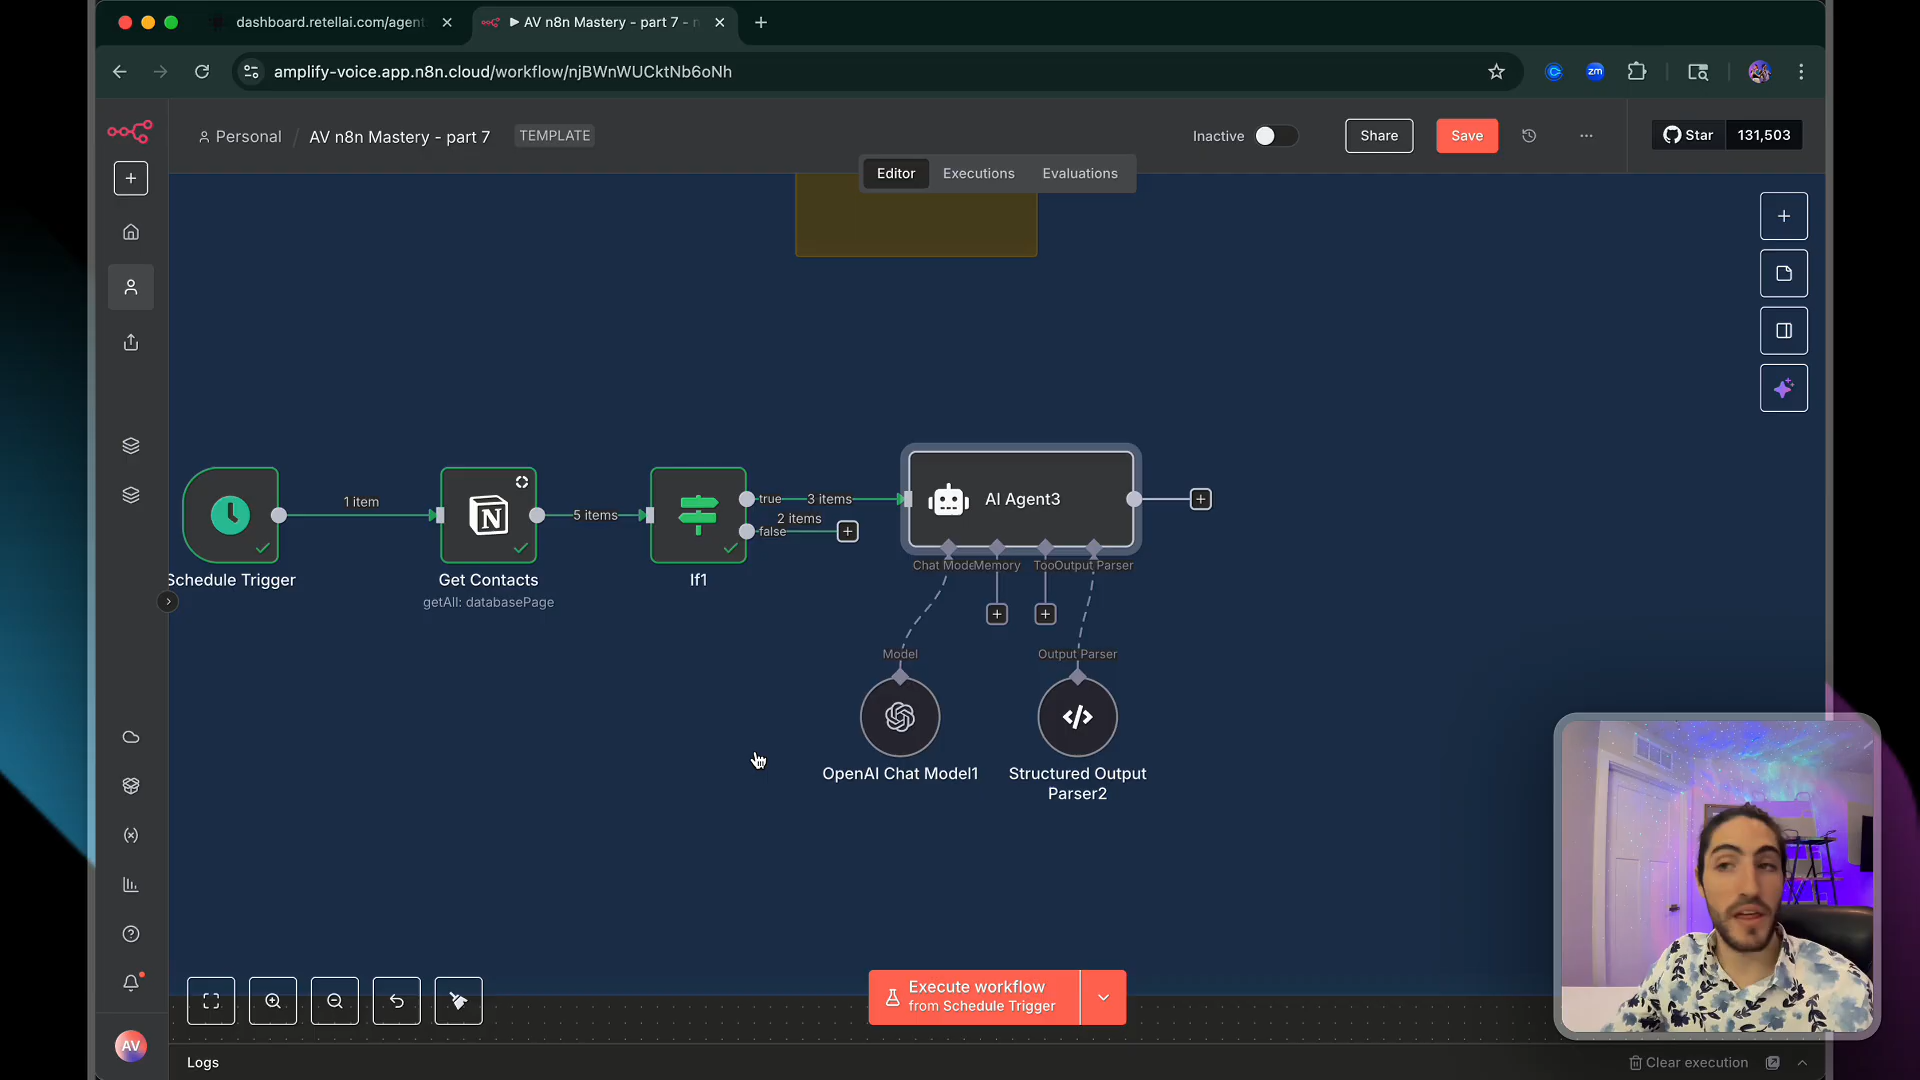 dashboard.retellai.com/agent
AV n8n Mastery - part 7 - n
amplify-voice.app.n8n.cloud/workflow/njBWnWUCktNb6oNh
zm
Personal / AV n8n Mastery - part 7 TEMPLATE
Inactive
Share
Save
Star 131,503
Editor Executions Evaluations
1 item
5 items
true
3 items
2 items
false
AI Agent3
Schedule Trigger
Get Contacts
getAll: databasePage
If1
Chat Mode
Memory
Too
Output Parser
Model
Output Parser
OpenAI Chat Model1
Structured Output
Parser2
Execute workflow
from Schedule Trigger
AV
Logs
Clear execution